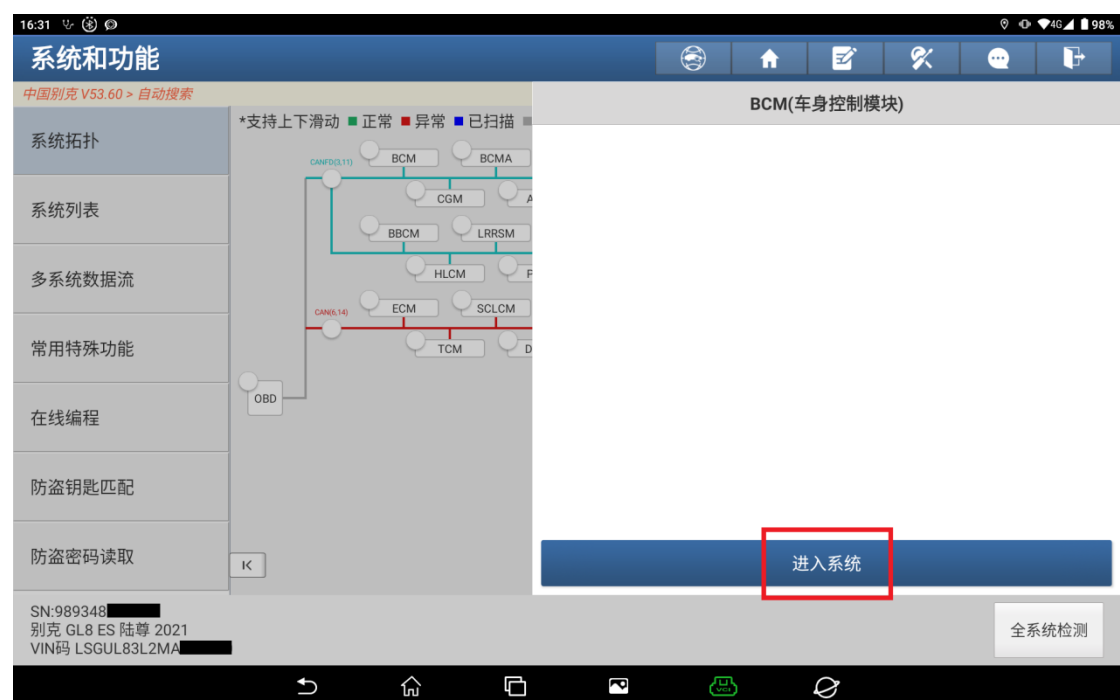 16:31
4G 98%
系统和功能
中国别克 V53.60 > 自动搜索
BCM(车身控制模块)
系统拓扑
*支持上下滑动 正常 异常 已扫描
CANFD(3,11) BCM BCMA
CGM A
系统列表
BBCM LRRSM
HLCM P
多系统数据流
CAN(6,14) ECM SCLCM
TCM D
常用特殊功能
OBD
在线编程
防盗钥匙匹配
防盗密码读取
K
进入系统
SN:989348
别克 GL8 ES 陆尊 2021
VIN码 LSGUL83L2MA
全系统检测
VCI